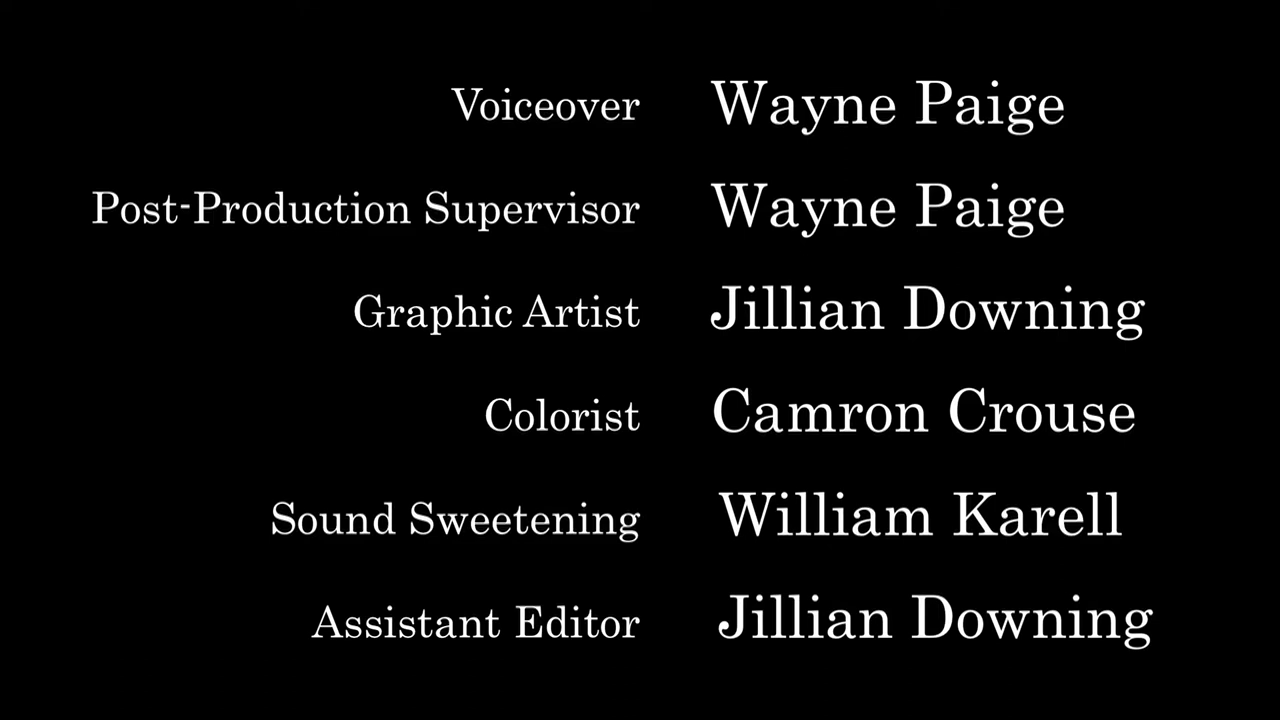 Voiceover Wayne Paige
Post-Production Supervisor Wayne Paige
Graphic Artist Jillian Downing
Colorist Camron Crouse
Sound Sweetening William Karell
Assistant Editor Jillian Downing